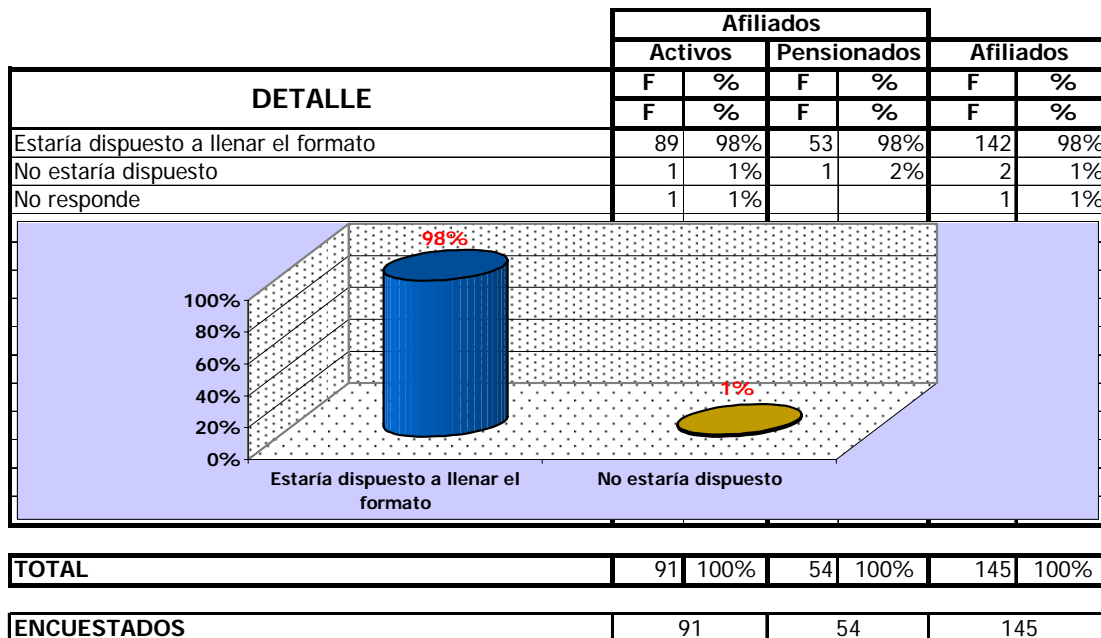 Afiliados
Activos Pensionados Afiliados
DETALLE
F % F % F %
F % F % F %
Estaría dispuesto a llenar el formato 89 98% 53 98% 142 98%
No estaría dispuesto 1 1% 1 2% 2 1%
No responde 1 1% 1 1%
98%
100%
80%
60%
40%
20%
0%
1%
Estaría dispuesto a llenar el
formato
No estaría dispuesto
TOTAL 91 100% 54 100% 145 100%
ENCUESTADOS 91 54 145